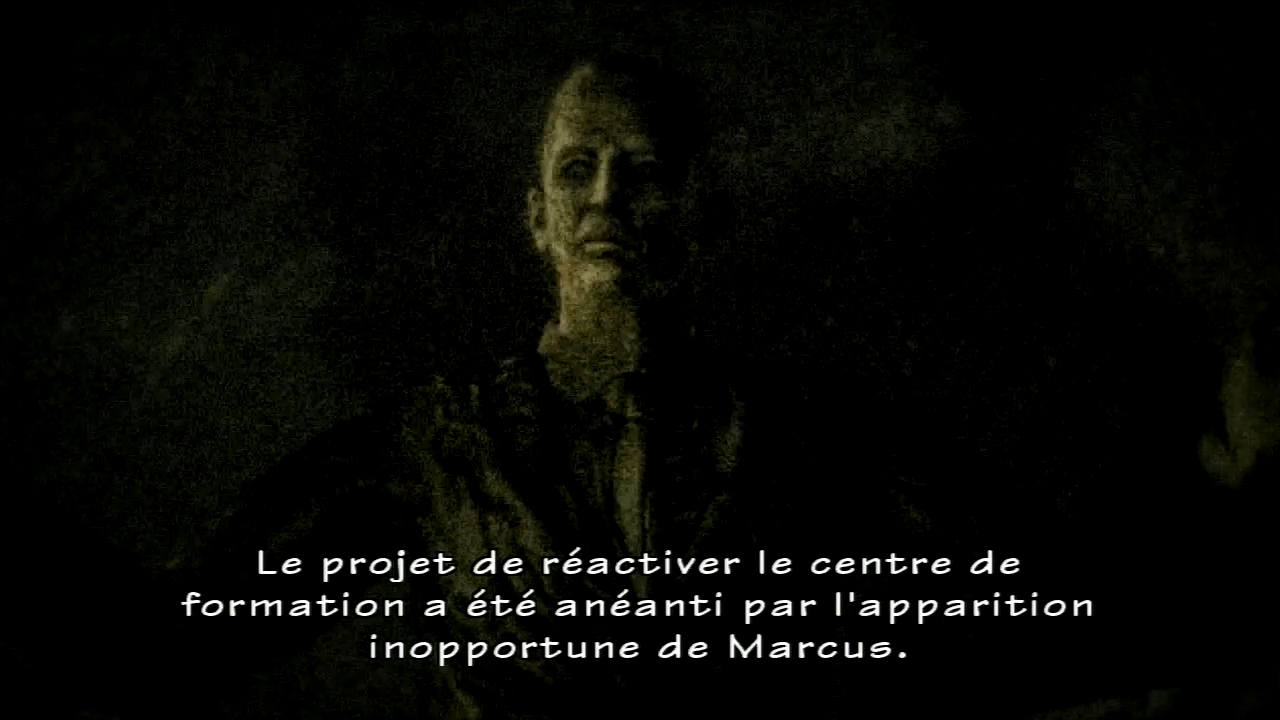 Le projet de réactiver le centre de
formation a été anéanti par l'apparition
inopportune de Marcus.